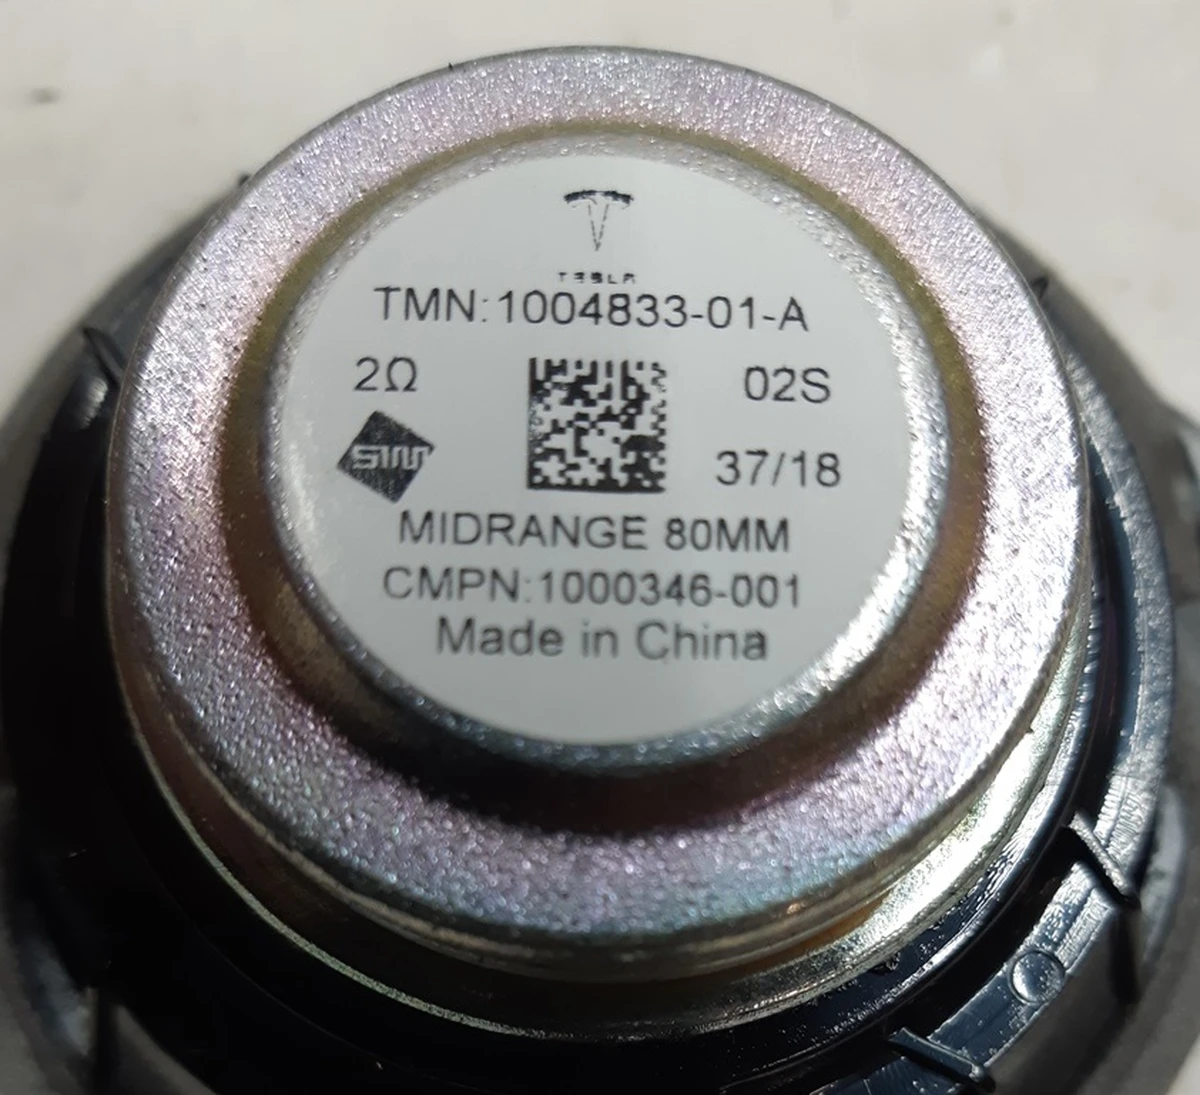 TESLA
TMN:1004833-01-A
2Ω
02S
37/18
MIDRANGE 80MM
CMPN:1000346-001
Made in China